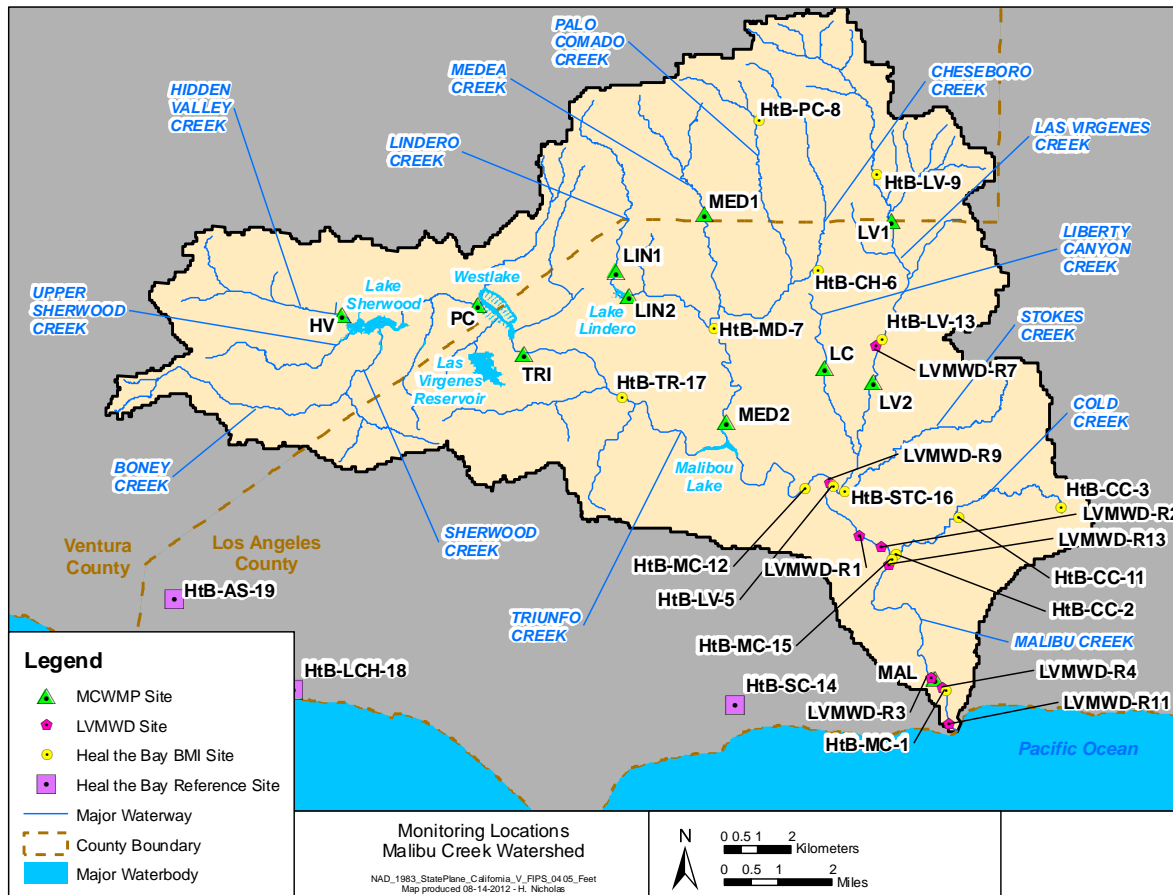 PALO
COMADO
CREEK
MEDEA
CREEK
CHESEBORO
CREEK
HIDDEN
VALLEY
CREEK
HtB-PC-8
LAS VIRGENES
CREEK
LINDERO
CREEK
HtB-LV-9
MED1
LV1
LIBERTY
CANYON
CREEK
LIN1
Westlake
HtB-CH-6
UPPER
SHERWOOD
CREEK
Lake
Sherwood
PC
LIN2
Lake
Lindero
HV
HtB-MD-7
HtB-LV-13
STOKES
CREEK
TRI
Las
Virgenes
Reservoir
LC
LVMWD-R7
HtB-TR-17
LV2
COLD
CREEK
MED2
Malibou
Lake
LVMWD-R9
BONEY
CREEK
HtB-STC-16
HtB-CC-3
LVMWD-R2
SHERWOOD
CREEK
LVMWD-R13
Ventura
County
Los Angeles
County
HtB-MC-12
LVMWD-R1
HtB-CC-11
HtB-AS-19
HtB-LV-5
HtB-CC-2
TRIUNFO
CREEK
HtB-MC-15
MALIBU CREEK
HtB-LCH-18
MAL
LVMWD-R4
HtB-SC-14
LVMWD-R3
LVMWD-R11
HtB-MC-1
Pacific Ocean
Legend
MCWMP Site
LVMWD Site
Heal the Bay BMI Site
Heal the Bay Reference Site
Major Waterway
County Boundary
Major Waterbody
Monitoring Locations
Malibu Creek Watershed
NAD_1983_StatePlane_California_V_FIPS_0405_Feet
Map produced 08-14-2012 - H. Nicholas
N
0 0.5 1 2
Kilometers
0 0.5 1 2
Miles